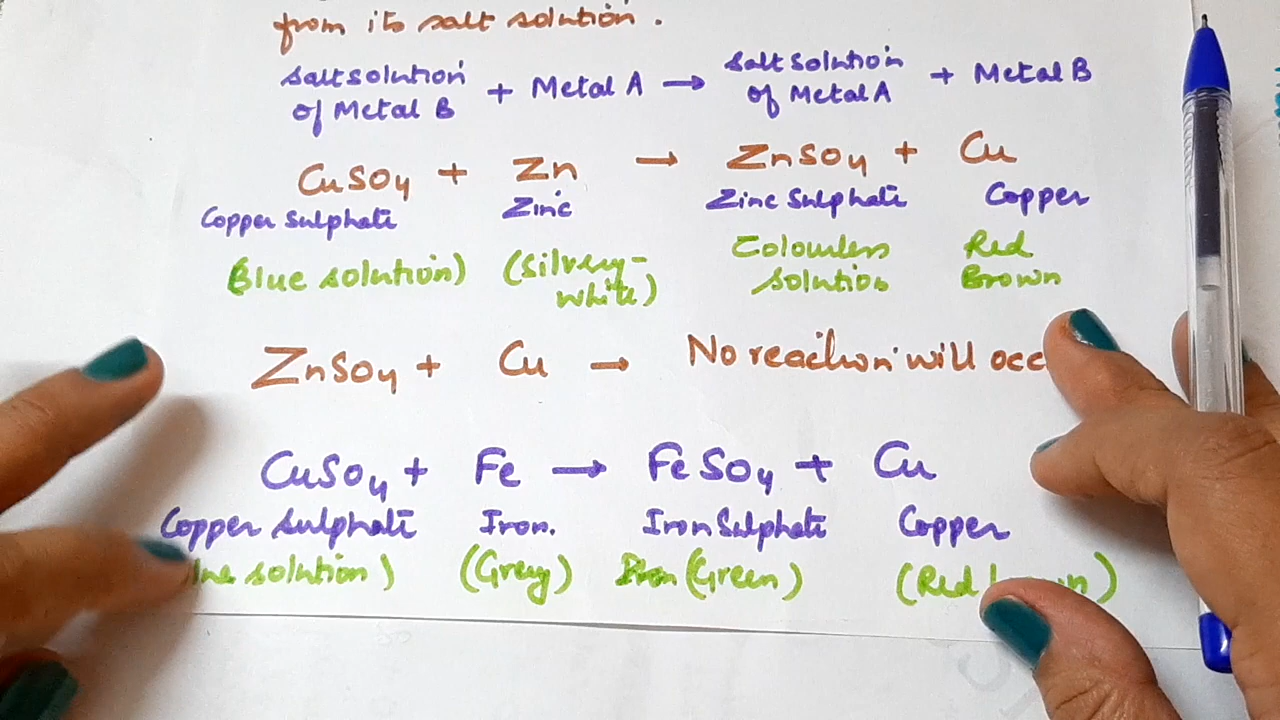 from its salt solution.
Salt solution of Metal B + Metal A → Salt solution of Metal A + Metal B
CuSO4 + Zn → ZnSO4 + Cu
Copper Sulphate Zinc Zinc Sulphate Copper
(Blue solution) (Silvery-white) Colourless solution Red Brown
ZnSO4 + Cu → No reaction will occ
CuSO4 + Fe → FeSO4 + Cu
Copper Sulphate Iron. Iron Sulphate Copper
solution) (Grey) (Green) (Red